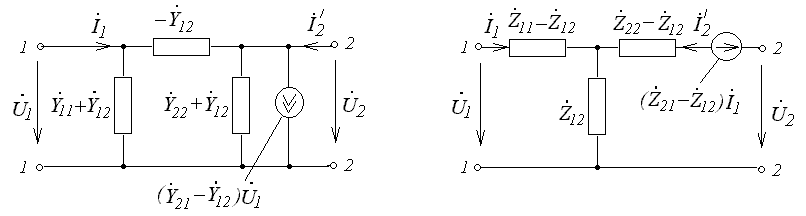 İ₁
−Ẏ₁₂
İ₂′
1
2
U̇₁
Ẏ₁₁+Ẏ₁₂
Ẏ₂₂+Ẏ₁₂
U̇₂
1
2
(Ẏ₂₁−Ẏ₁₂)U̇₁
İ₁
Ż₁₁−Ż₁₂
Ż₂₂−Ż₁₂
İ₂′
1
2
U̇₁
Ż₁₂
(Ż₂₁−Ż₁₂)İ₁
U̇₂
1
2